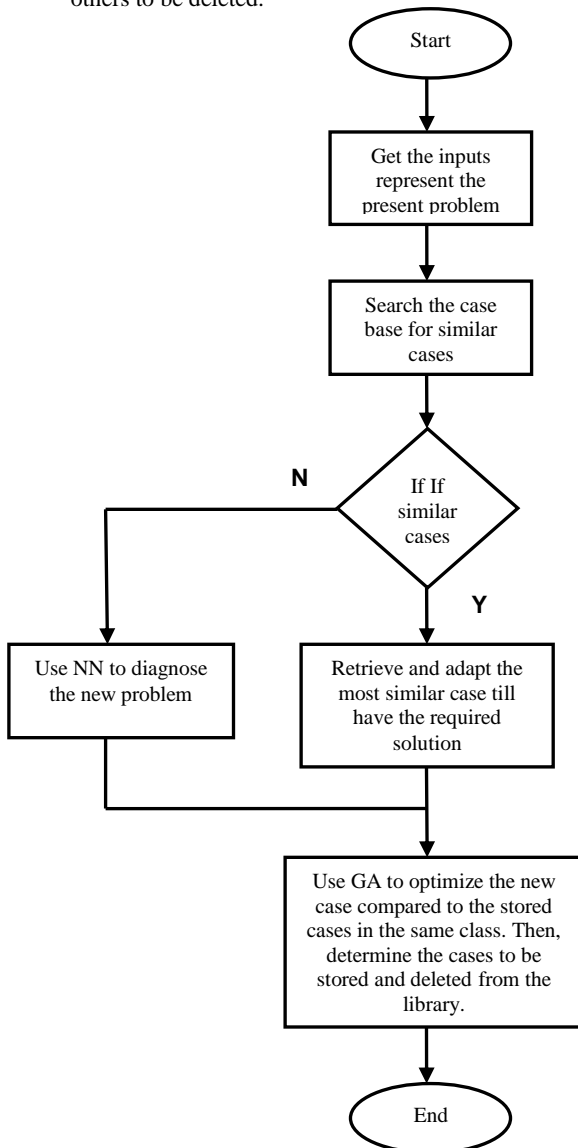 others to be deleted.
Start
Get the inputs
represent the
present problem
Search the case
base for similar
cases
If If
similar
cases
N
Y
Use NN to diagnose
the new problem
Retrieve and adapt the
most similar case till
have the required
solution
Use GA to optimize the new
case compared to the stored
cases in the same class. Then,
determine the cases to be
stored and deleted from the
library.
End